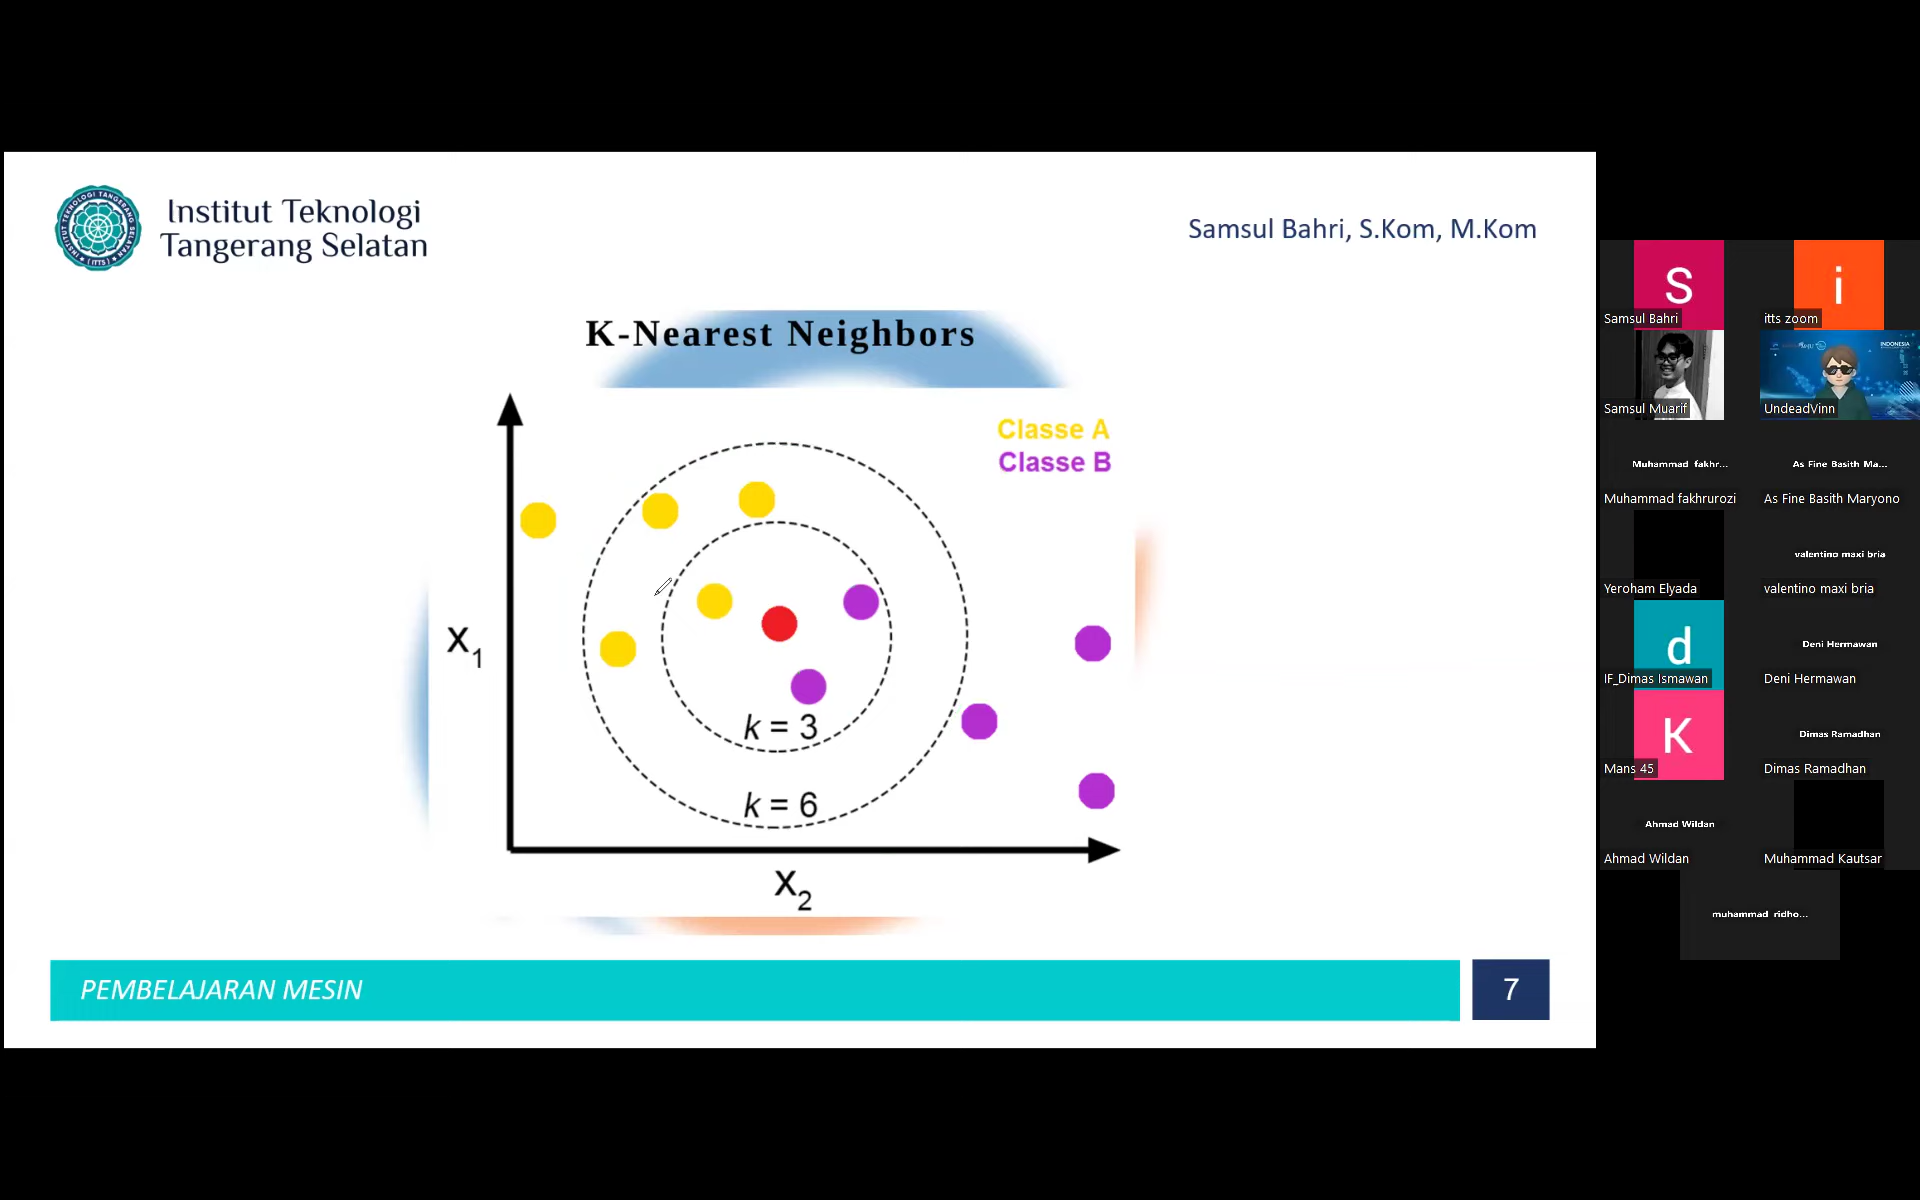 Institut Teknologi
Tangerang Selatan
Samsul Bahri, S.Kom, M.Kom
K-Nearest Neighbors
Classe A
Classe B
X1
k = 3
k = 6
X2
PEMBELAJARAN MESIN
7
S
Samsul Bahri
i
itts zoom
Samsul Muarif
INDONESIA
UndeadVinn
Muhammad fakhr...
Muhammad fakhrurozi
As Fine Basith Ma...
As Fine Basith Maryono
Yeroham Elyada
valentino maxi bria
valentino maxi bria
d
IF_Dimas Ismawan
Deni Hermawan
Deni Hermawan
K
Mans 45
Dimas Ramadhan
Dimas Ramadhan
Ahmad Wildan
Ahmad Wildan
Muhammad Kautsar
muhammad ridho...